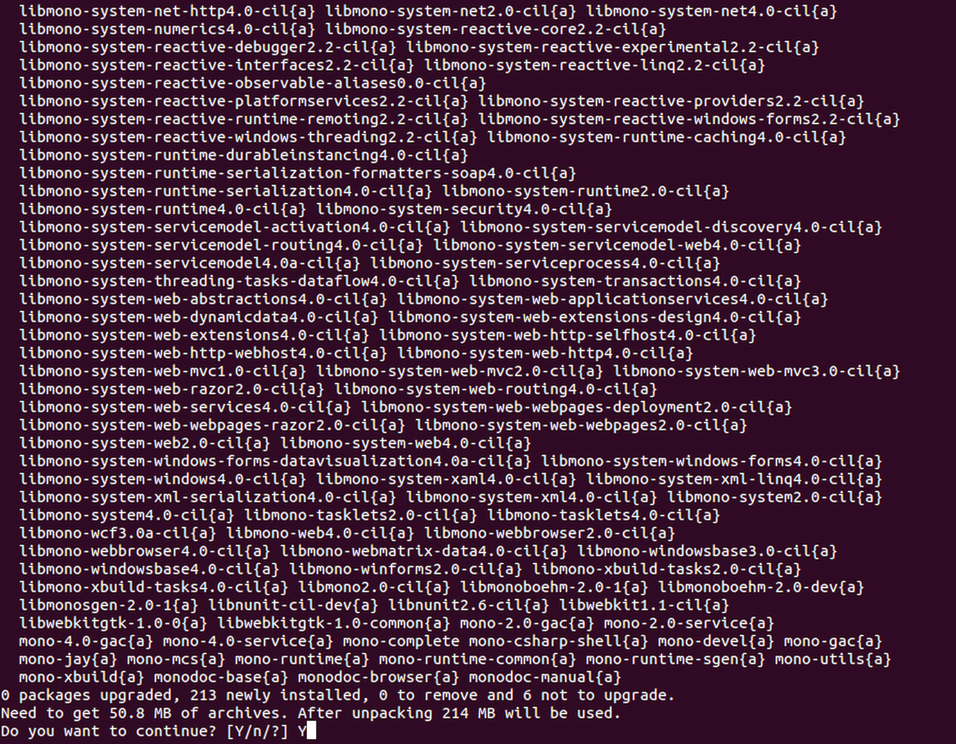 libmono-system-net-http4.0-cil{a} libmono-system-net2.0-cil{a} libmono-system-net4.0-cil{a}
libmono-system-numerics4.0-cil{a} libmono-system-reactive-core2.2-cil{a}
libmono-system-reactive-debugger2.2-cil{a} libmono-system-reactive-experimental2.2-cil{a}
libmono-system-reactive-interfaces2.2-cil{a} libmono-system-reactive-linq2.2-cil{a}
libmono-system-reactive-observable-aliases0.0-cil{a}
libmono-system-reactive-platformservices2.2-cil{a} libmono-system-reactive-providers2.2-cil{a}
libmono-system-reactive-runtime-remoting2.2-cil{a} libmono-system-reactive-windows-forms2.2-cil{a}
libmono-system-reactive-windows-threading2.2-cil{a} libmono-system-runtime-caching4.0-cil{a}
libmono-system-runtime-durableinstancing4.0-cil{a}
libmono-system-runtime-serialization-formatters-soap4.0-cil{a}
libmono-system-runtime-serialization4.0-cil{a} libmono-system-runtime2.0-cil{a}
libmono-system-runtime4.0-cil{a} libmono-system-security4.0-cil{a}
libmono-system-servicemodel-activation4.0-cil{a} libmono-system-servicemodel-discovery4.0-cil{a}
libmono-system-servicemodel-routing4.0-cil{a} libmono-system-servicemodel-web4.0-cil{a}
libmono-system-servicemodel4.0a-cil{a} libmono-system-serviceprocess4.0-cil{a}
libmono-system-threading-tasks-dataflow4.0-cil{a} libmono-system-transactions4.0-cil{a}
libmono-system-web-abstractions4.0-cil{a} libmono-system-web-applicationservices4.0-cil{a}
libmono-system-web-dynamicdata4.0-cil{a} libmono-system-web-extensions-design4.0-cil{a}
libmono-system-web-extensions4.0-cil{a} libmono-system-web-http-selfhost4.0-cil{a}
libmono-system-web-http-webhost4.0-cil{a} libmono-system-web-http4.0-cil{a}
libmono-system-web-mvc1.0-cil{a} libmono-system-web-mvc2.0-cil{a} libmono-system-web-mvc3.0-cil{a}
libmono-system-web-razor2.0-cil{a} libmono-system-web-routing4.0-cil{a}
libmono-system-web-services4.0-cil{a} libmono-system-web-webpages-deployment2.0-cil{a}
libmono-system-web-webpages-razor2.0-cil{a} libmono-system-web-webpages2.0-cil{a}
libmono-system-web2.0-cil{a} libmono-system-web4.0-cil{a}
libmono-system-windows-forms-datavisualization4.0a-cil{a} libmono-system-windows-forms4.0-cil{a}
libmono-system-windows4.0-cil{a} libmono-system-xaml4.0-cil{a} libmono-system-xml-linq4.0-cil{a}
libmono-system-xml-serialization4.0-cil{a} libmono-system-xml4.0-cil{a} libmono-system2.0-cil{a}
libmono-system4.0-cil{a} libmono-tasklets2.0-cil{a} libmono-tasklets4.0-cil{a}
libmono-wcf3.0a-cil{a} libmono-web4.0-cil{a} libmono-webbrowser2.0-cil{a}
libmono-webbrowser4.0-cil{a} libmono-webmatrix-data4.0-cil{a} libmono-windowsbase3.0-cil{a}
libmono-windowsbase4.0-cil{a} libmono-winforms2.0-cil{a} libmono-xbuild-tasks2.0-cil{a}
libmono-xbuild-tasks4.0-cil{a} libmono2.0-cil{a} libmonoboehm-2.0-1{a} libmonoboehm-2.0-dev{a}
libmonosgen-2.0-1{a} libnunit-cil-dev{a} libnunit2.6-cil{a} libwebkit1.1-cil{a}
libwebkitgtk-1.0-0{a} libwebkitgtk-1.0-common{a} mono-2.0-gac{a} mono-2.0-service{a}
mono-4.0-gac{a} mono-4.0-service{a} mono-complete mono-csharp-shell{a} mono-devel{a} mono-gac{a}
mono-jay{a} mono-mcs{a} mono-runtime{a} mono-runtime-common{a} mono-runtime-sgen{a} mono-utils{a}
mono-xbuild{a} monodoc-base{a} monodoc-browser{a} monodoc-manual{a}
0 packages upgraded, 213 newly installed, 0 to remove and 6 not to upgrade.
Need to get 50.8 MB of archives. After unpacking 214 MB will be used.
Do you want to continue? [Y/n/?] Y